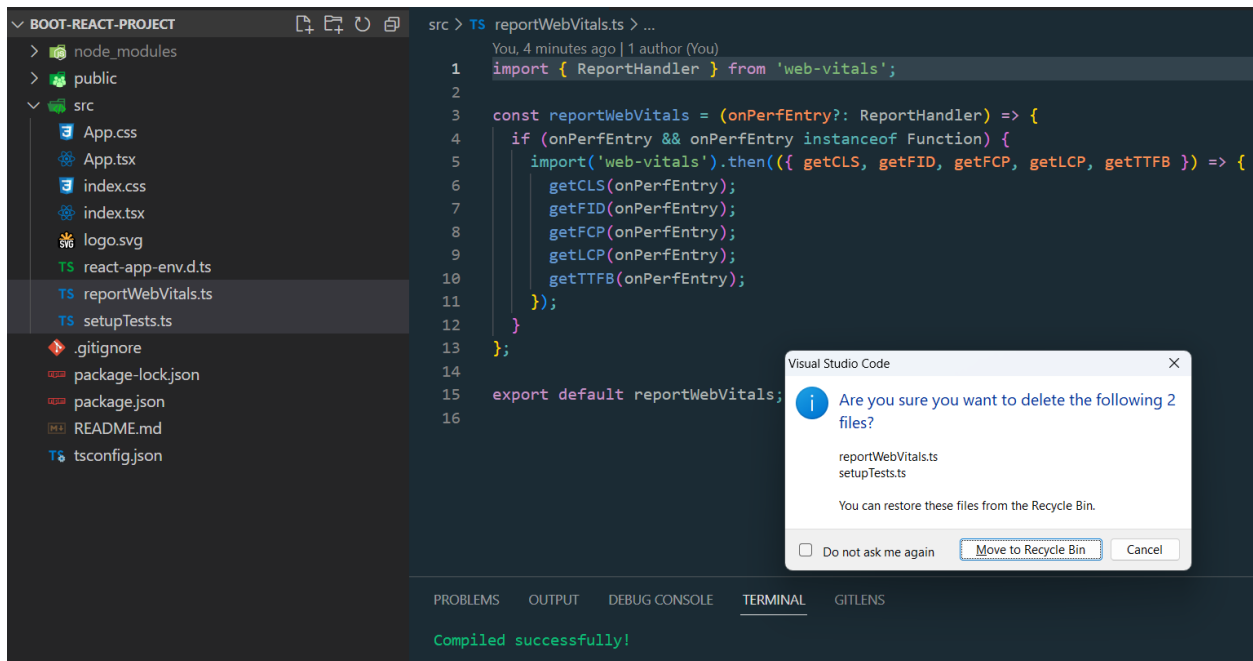 BOOT-REACT-PROJECT
node_modules
public
src
App.css
App.tsx
index.css
index.tsx
SVG logo.svg
TS react-app-env.d.ts
TS reportWebVitals.ts
TS setupTests.ts
.gitignore
package-lock.json
package.json
README.md
TS tsconfig.json
src > TS reportWebVitals.ts > ...
You, 4 minutes ago | 1 author (You)
1 import { ReportHandler } from 'web-vitals';
2
3 const reportWebVitals = (onPerfEntry?: ReportHandler) => {
4 if (onPerfEntry && onPerfEntry instanceof Function) {
5 import('web-vitals').then(({ getCLS, getFID, getFCP, getLCP, getTTFB }) => {
6 getCLS(onPerfEntry);
7 getFID(onPerfEntry);
8 getFCP(onPerfEntry);
9 getLCP(onPerfEntry);
10 getTTFB(onPerfEntry);
11 });
12 }
13 };
14
15 export default reportWebVitals;
16
Visual Studio Code
Are you sure you want to delete the following 2
files?
reportWebVitals.ts
setupTests.ts
You can restore these files from the Recycle Bin.
Do not ask me again Move to Recycle Bin Cancel
PROBLEMS OUTPUT DEBUG CONSOLE TERMINAL GITLENS
Compiled successfully!